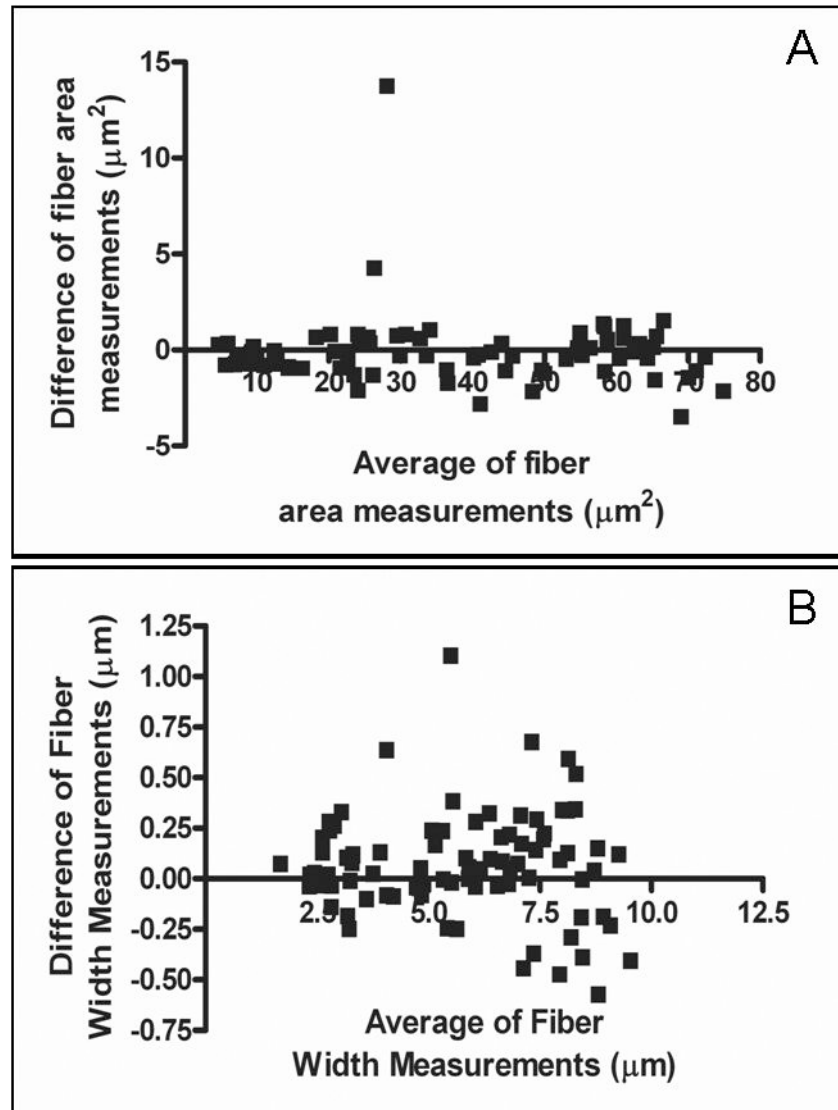 A
Difference of fiber area
measurements (μm²)
15
10
5
0
-5
10 20 30 40 50 60 70 80
Average of fiber
area measurements (μm²)
B
Difference of Fiber
Width Measurements (μm)
1.25
1.00
0.75
0.50
0.25
0.00
-0.25
-0.50
-0.75
2.5 5.0 7.5 10.0 12.5
Average of Fiber
Width Measurements (μm)